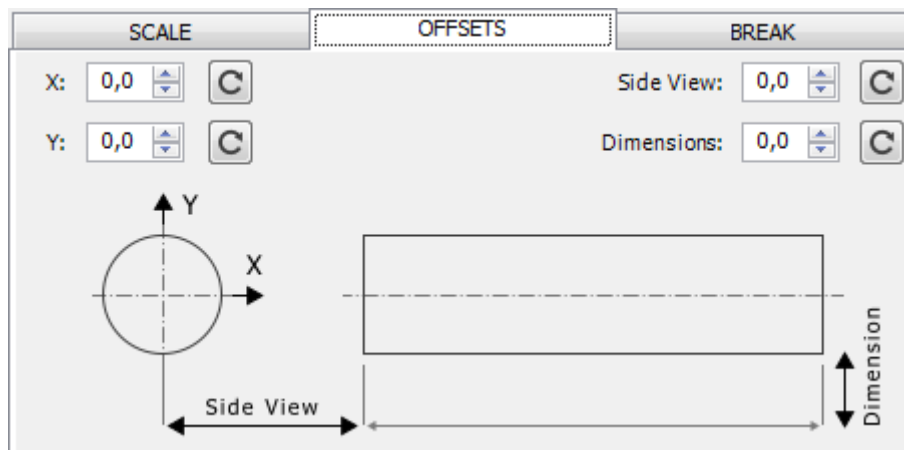 SCALE OFFSETS BREAK
X: 0,0 Side View: 0,0
Y: 0,0 Dimensions: 0,0
Y
X
Side View
Dimension